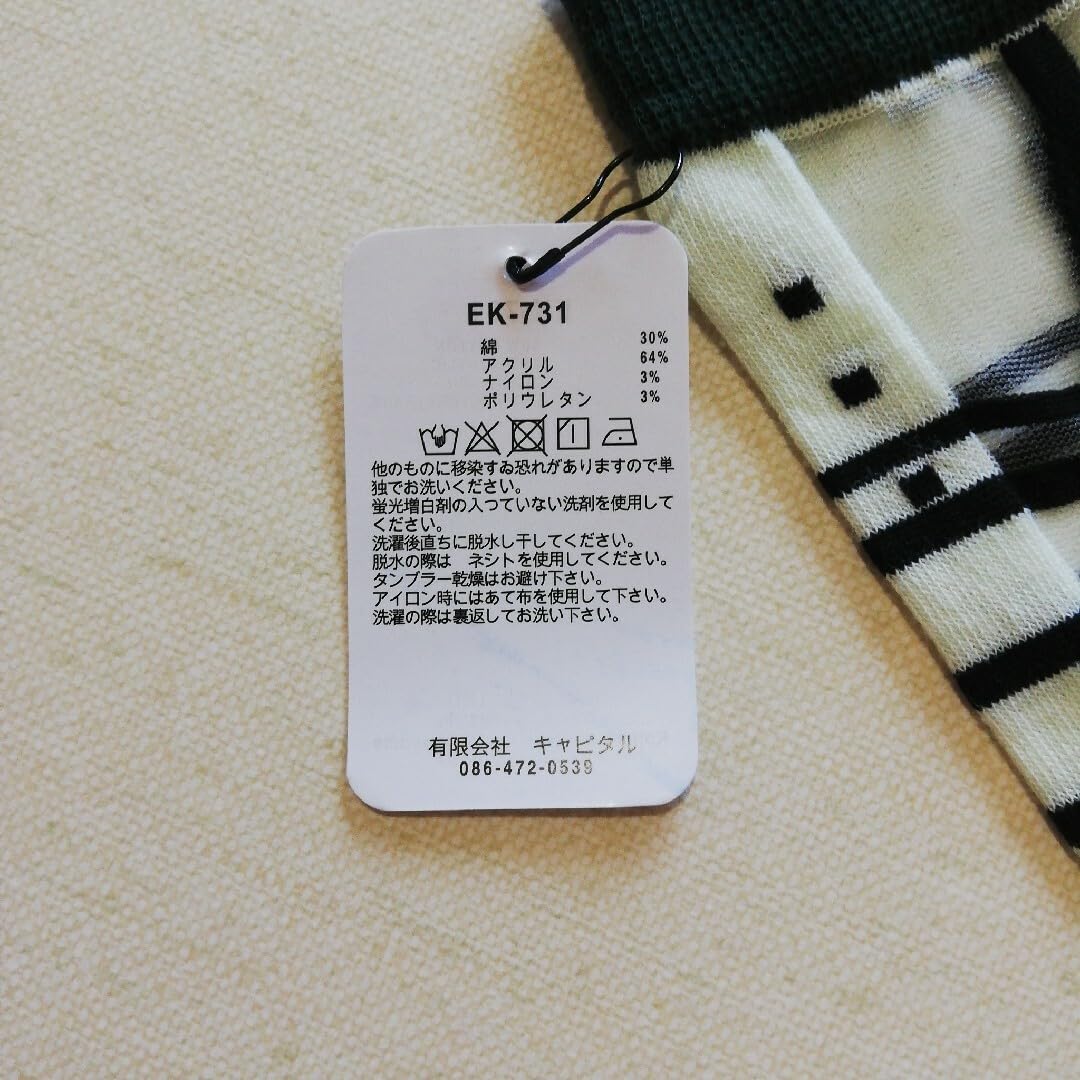 EK-731
綿 30%
アクリル 64%
ナイロン 3%
ポリウレタン 3%
他のものに移染すゐ恐れがありますので単
独でお洗いください。
蛍光増白剤の入つていない洗剤を使用して
ください。
洗濯後直ちに脱水し干してください。
脱水の際は ネシトを使用してください。
タンブラー乾燥はお避け下さい。
アイロン時にはあて布を使用して下さい。
洗濯の際は裏返してお洗い下さい。
有限会社 キャピタル
086-472-0539